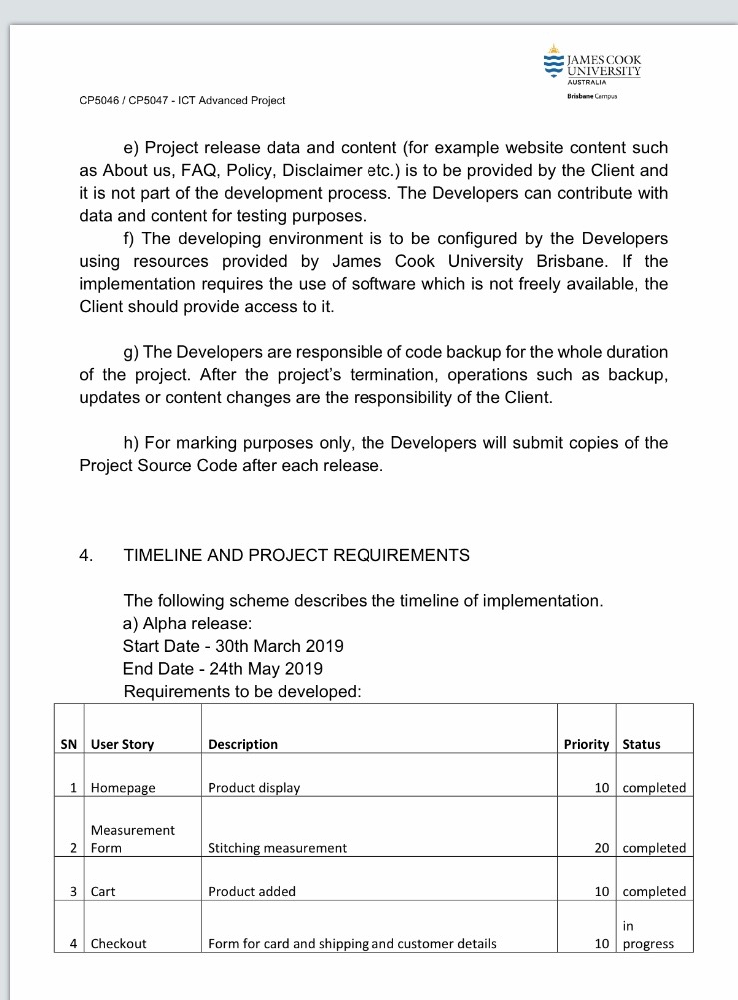 JAMES COOK
UNIVERSITY
AUSTRALIA
Brisbane Campus
CP5046 / CP5047 - ICT Advanced Project
e) Project release data and content (for example website content such
as About us, FAQ, Policy, Disclaimer etc.) is to be provided by the Client and
it is not part of the development process. The Developers can contribute with
data and content for testing purposes.
f) The developing environment is to be configured by the Developers
using resources provided by James Cook University Brisbane. If the
implementation requires the use of software which is not freely available, the
Client should provide access to it.
g) The Developers are responsible of code backup for the whole duration
of the project. After the project's termination, operations such as backup,
updates or content changes are the responsibility of the Client.
h) For marking purposes only, the Developers will submit copies of the
Project Source Code after each release.
4. TIMELINE AND PROJECT REQUIREMENTS
The following scheme describes the timeline of implementation.
a) Alpha release:
Start Date - 30th March 2019
End Date - 24th May 2019
Requirements to be developed:
SN User Story Description Priority Status
1 Homepage Product display 10 completed
Measurement
2 Form Stitching measurement 20 completed
3 Cart Product added 10 completed
in
4 Checkout Form for card and shipping and customer details 10 progress